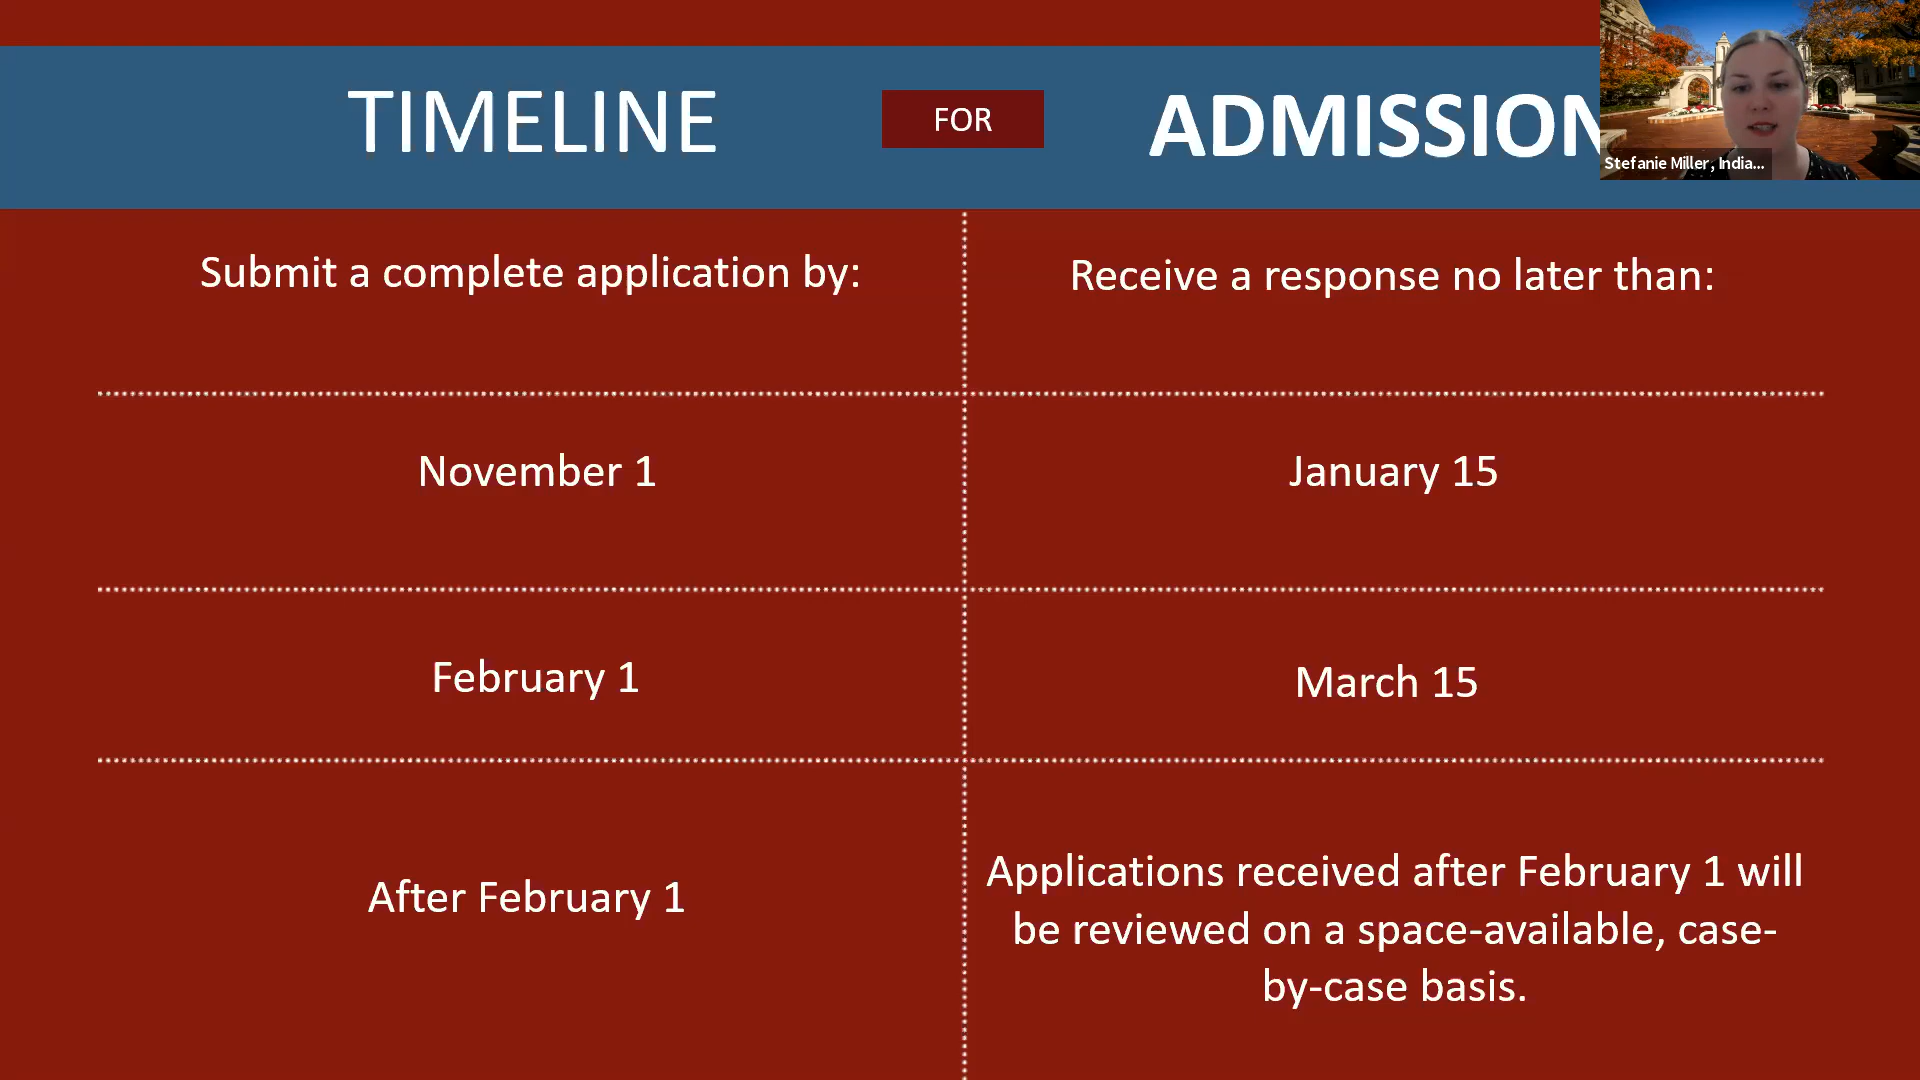 TIMELINE
FOR
ADMISSION
Stefanie Miller, India...
Submit a complete application by:
Receive a response no later than:
November 1
January 15
February 1
March 15
After February 1
Applications received after February 1 will
be reviewed on a space-available, case-
by-case basis.